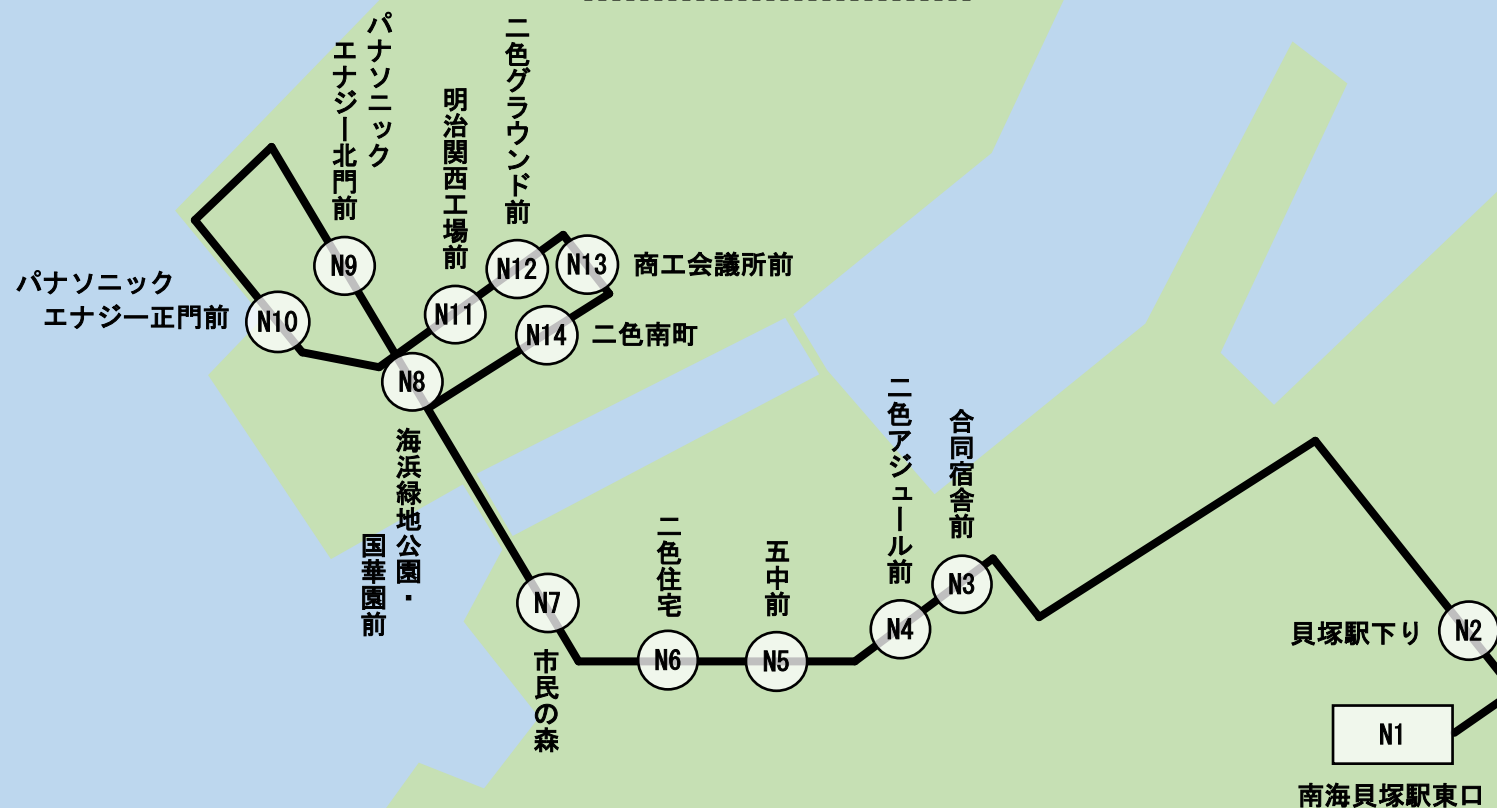 パナソニック
エナジー北門前
二色グラウンド前
明治関西工場前
N9
N12
N13
商工会議所前
パナソニック
エナジー正門前
N10
N11
N14
二色南町
N8
海浜緑地公園・
国華園前
二色アジュール前
合同宿舎前
二色住宅
五中前
N7
市民の森
N6
N5
N4
N3
貝塚駅下り
N2
N1
南海貝塚駅東口